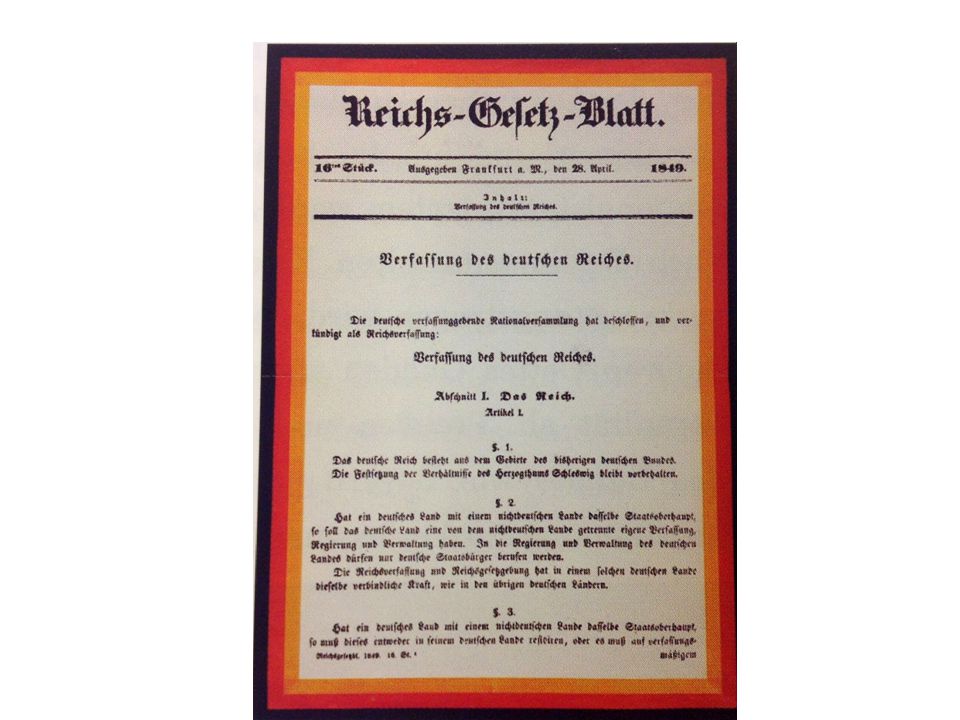 Reichs-Gesetz-Blatt.
16tes Stück. Ausgegeben Frankfurt a. M., den 28. April. 1849.
Inhalt:
Verfassung des deutschen Reiches.
Verfassung des deutschen Reiches.
Die deutsche verfassunggebende Nationalversammlung hat beschlossen, und ver-
kündigt als Reichsverfassung:
Verfassung des deutschen Reiches.
Abschnitt I. Das Reich.
Artikel I.
§. 1.
Das deutsche Reich besteht aus dem Gebiete des bisherigen deutschen Bundes.
Die Festsetzung der Verhältnisse des Herzogthums Schleswig bleibt vorbehalten.
§. 2.
Hat ein deutsches Land mit einem nichtdeutschen Lande dasselbe Staatsoberhaupt,
so soll das deutsche Land eine von dem nichtdeutschen Lande getrennte eigene Verfassung,
Regierung und Verwaltung haben. In die Regierung und Verwaltung des deutschen
Landes dürfen nur deutsche Staatsbürger berufen werden.
Die Reichsverfassung und Reichsgesetzgebung hat in einem solchen deutschen Lande
dieselbe verbindliche Kraft, wie in den übrigen deutschen Ländern.
§. 3.
Hat ein deutsches Land mit einem nichtdeutschen Lande dasselbe Staatsoberhaupt,
so muß dieses entweder in seinem deutschen Lande residiren, oder es muß auf verfassungs-
Reichsgesetzbl. 1849. 16. St. mäßigem